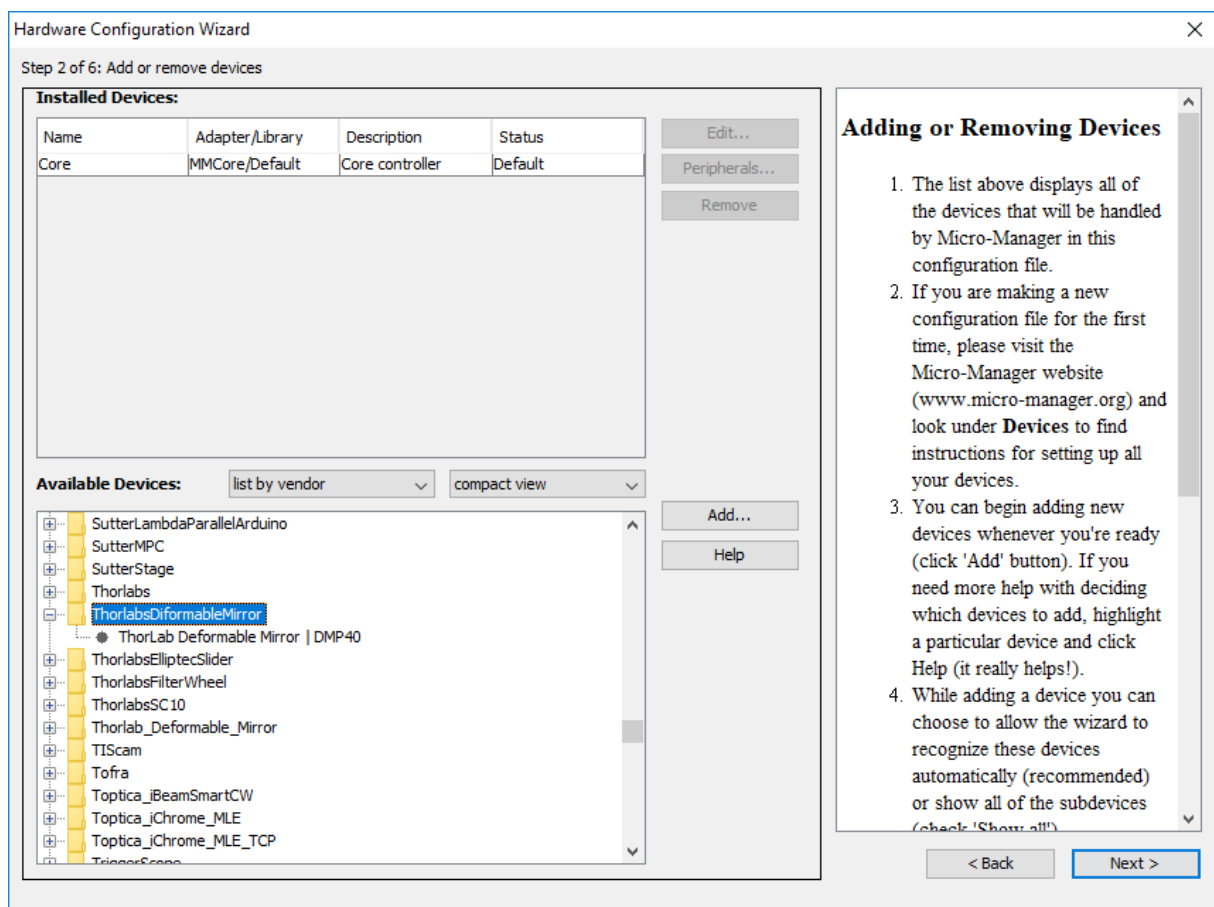 Hardware Configuration Wizard
Step 2 of 6: Add or remove devices
Installed Devices:
Name Adapter/Library Description Status
Core MMCore/Default Core controller Default
Edit...
Peripherals...
Remove
Available Devices: list by vendor compact view
SutterLambdaParallelArduino
SutterMPC
SutterStage
Thorlabs
ThorlabsDiformableMirror
ThorLab Deformable Mirror | DMP40
ThorlabsElliptecSlider
ThorlabsFilterWheel
ThorlabsSC10
Thorlab_Deformable_Mirror
TIScam
Tofra
Toptica_iBeamSmartCW
Toptica_iChrome_MLE
Toptica_iChrome_MLE_TCP
TriggerScope
Add...
Help
Adding or Removing Devices
1. The list above displays all of
the devices that will be handled
by Micro-Manager in this
configuration file.
2. If you are making a new
configuration file for the first
time, please visit the
Micro-Manager website
(www.micro-manager.org) and
look under Devices to find
instructions for setting up all
your devices.
3. You can begin adding new
devices whenever you're ready
(click 'Add' button). If you
need more help with deciding
which devices to add, highlight
a particular device and click
Help (it really helps!).
4. While adding a device you can
choose to allow the wizard to
recognize these devices
automatically (recommended)
or show all of the subdevices
(check 'Show all')
< Back
Next >